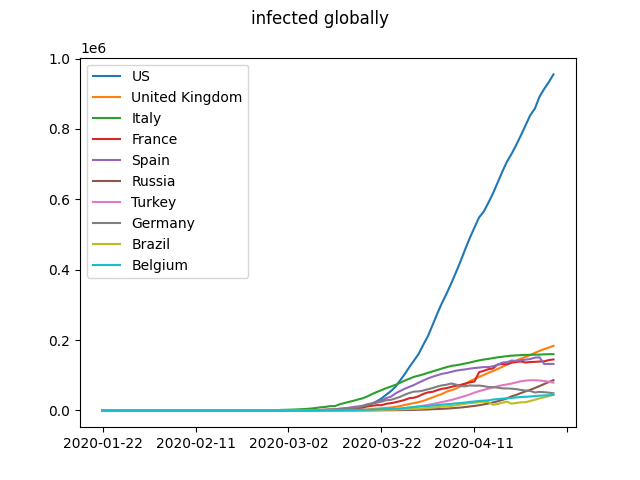 infected globally
1e6
1.0
0.8
0.6
0.4
0.2
0.0
US
United Kingdom
Italy
France
Spain
Russia
Turkey
Germany
Brazil
Belgium
2020-01-22 2020-02-11 2020-03-02 2020-03-22 2020-04-11